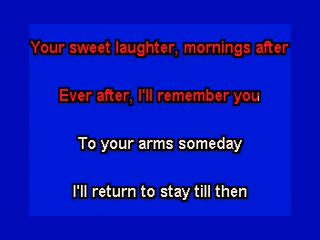 Your sweet laughter, mornings after
Ever after, I'll remember you
To your arms someday
I'll return to stay till then